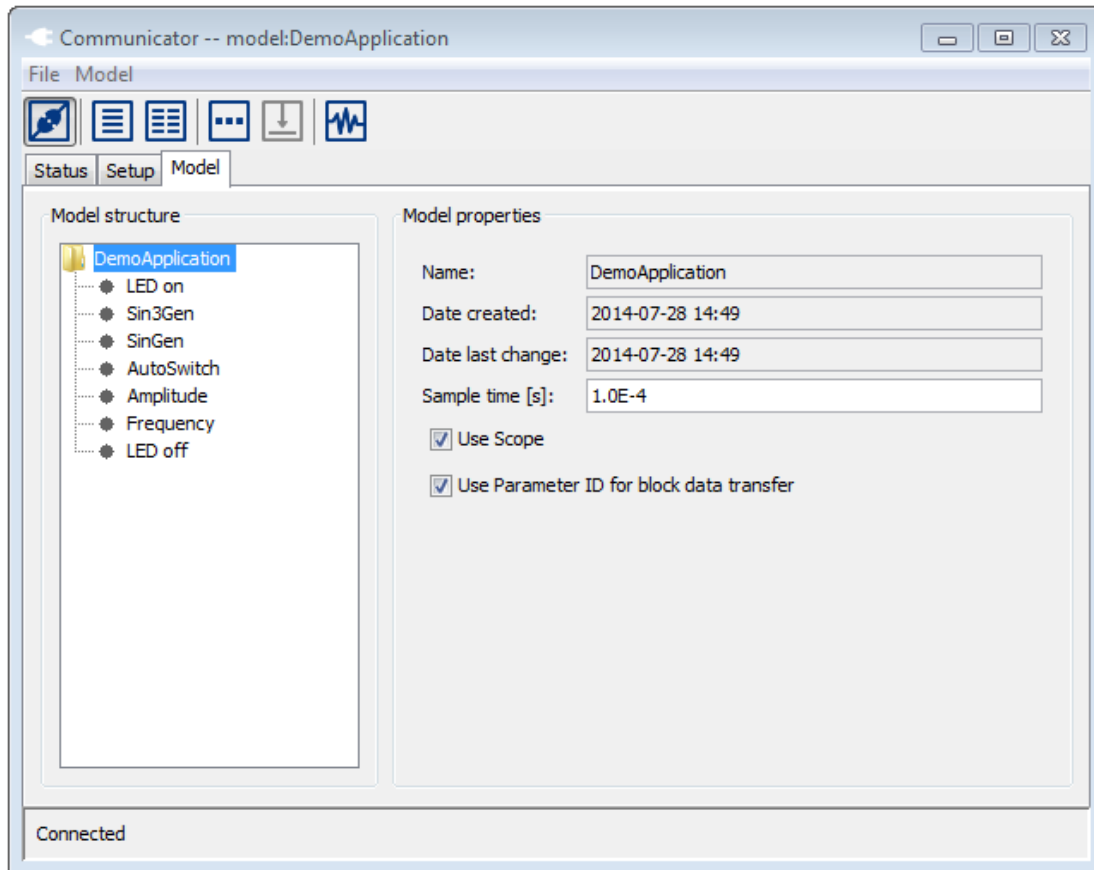 Communicator -- model:DemoApplication
File Model
Status Setup Model
Model structure
DemoApplication
LED on
Sin3Gen
SinGen
AutoSwitch
Amplitude
Frequency
LED off
Model properties
Name: DemoApplication
Date created: 2014-07-28 14:49
Date last change: 2014-07-28 14:49
Sample time [s]: 1.0E-4
Use Scope
Use Parameter ID for block data transfer
Connected